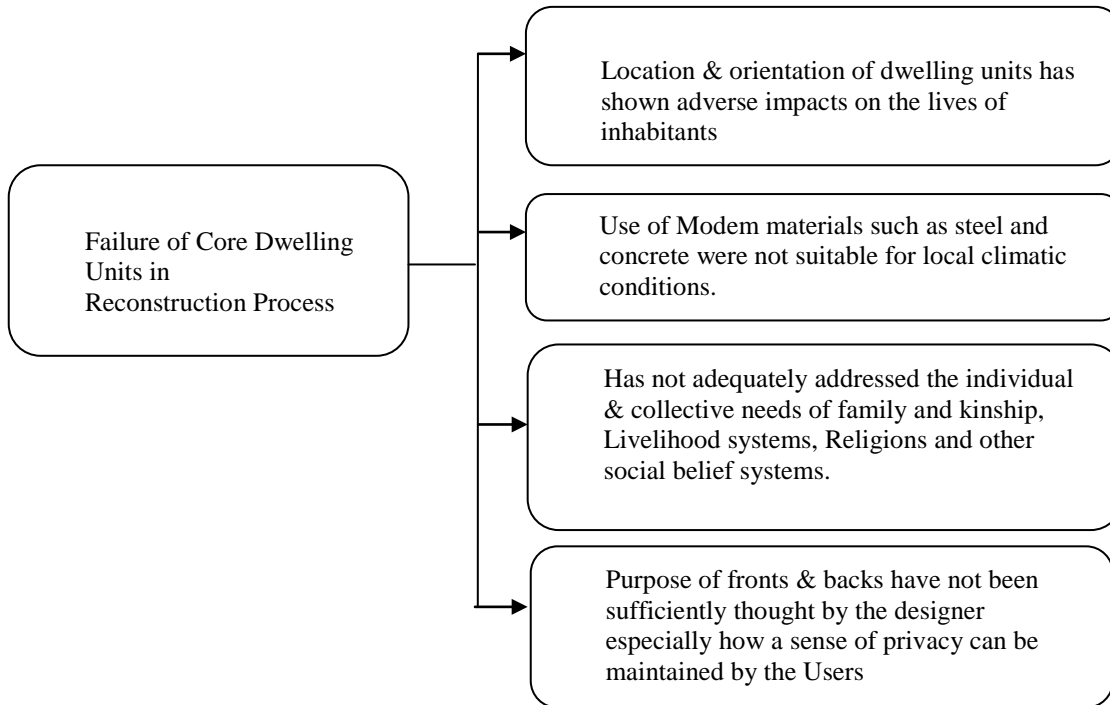 Location & orientation of dwelling units has
shown adverse impacts on the lives of
inhabitants
Failure of Core Dwelling
Units in
Reconstruction Process
Use of Modem materials such as steel and
concrete were not suitable for local climatic
conditions.
Has not adequately addressed the individual
& collective needs of family and kinship,
Livelihood systems, Religions and other
social belief systems.
Purpose of fronts & backs have not been
sufficiently thought by the designer
especially how a sense of privacy can be
maintained by the Users